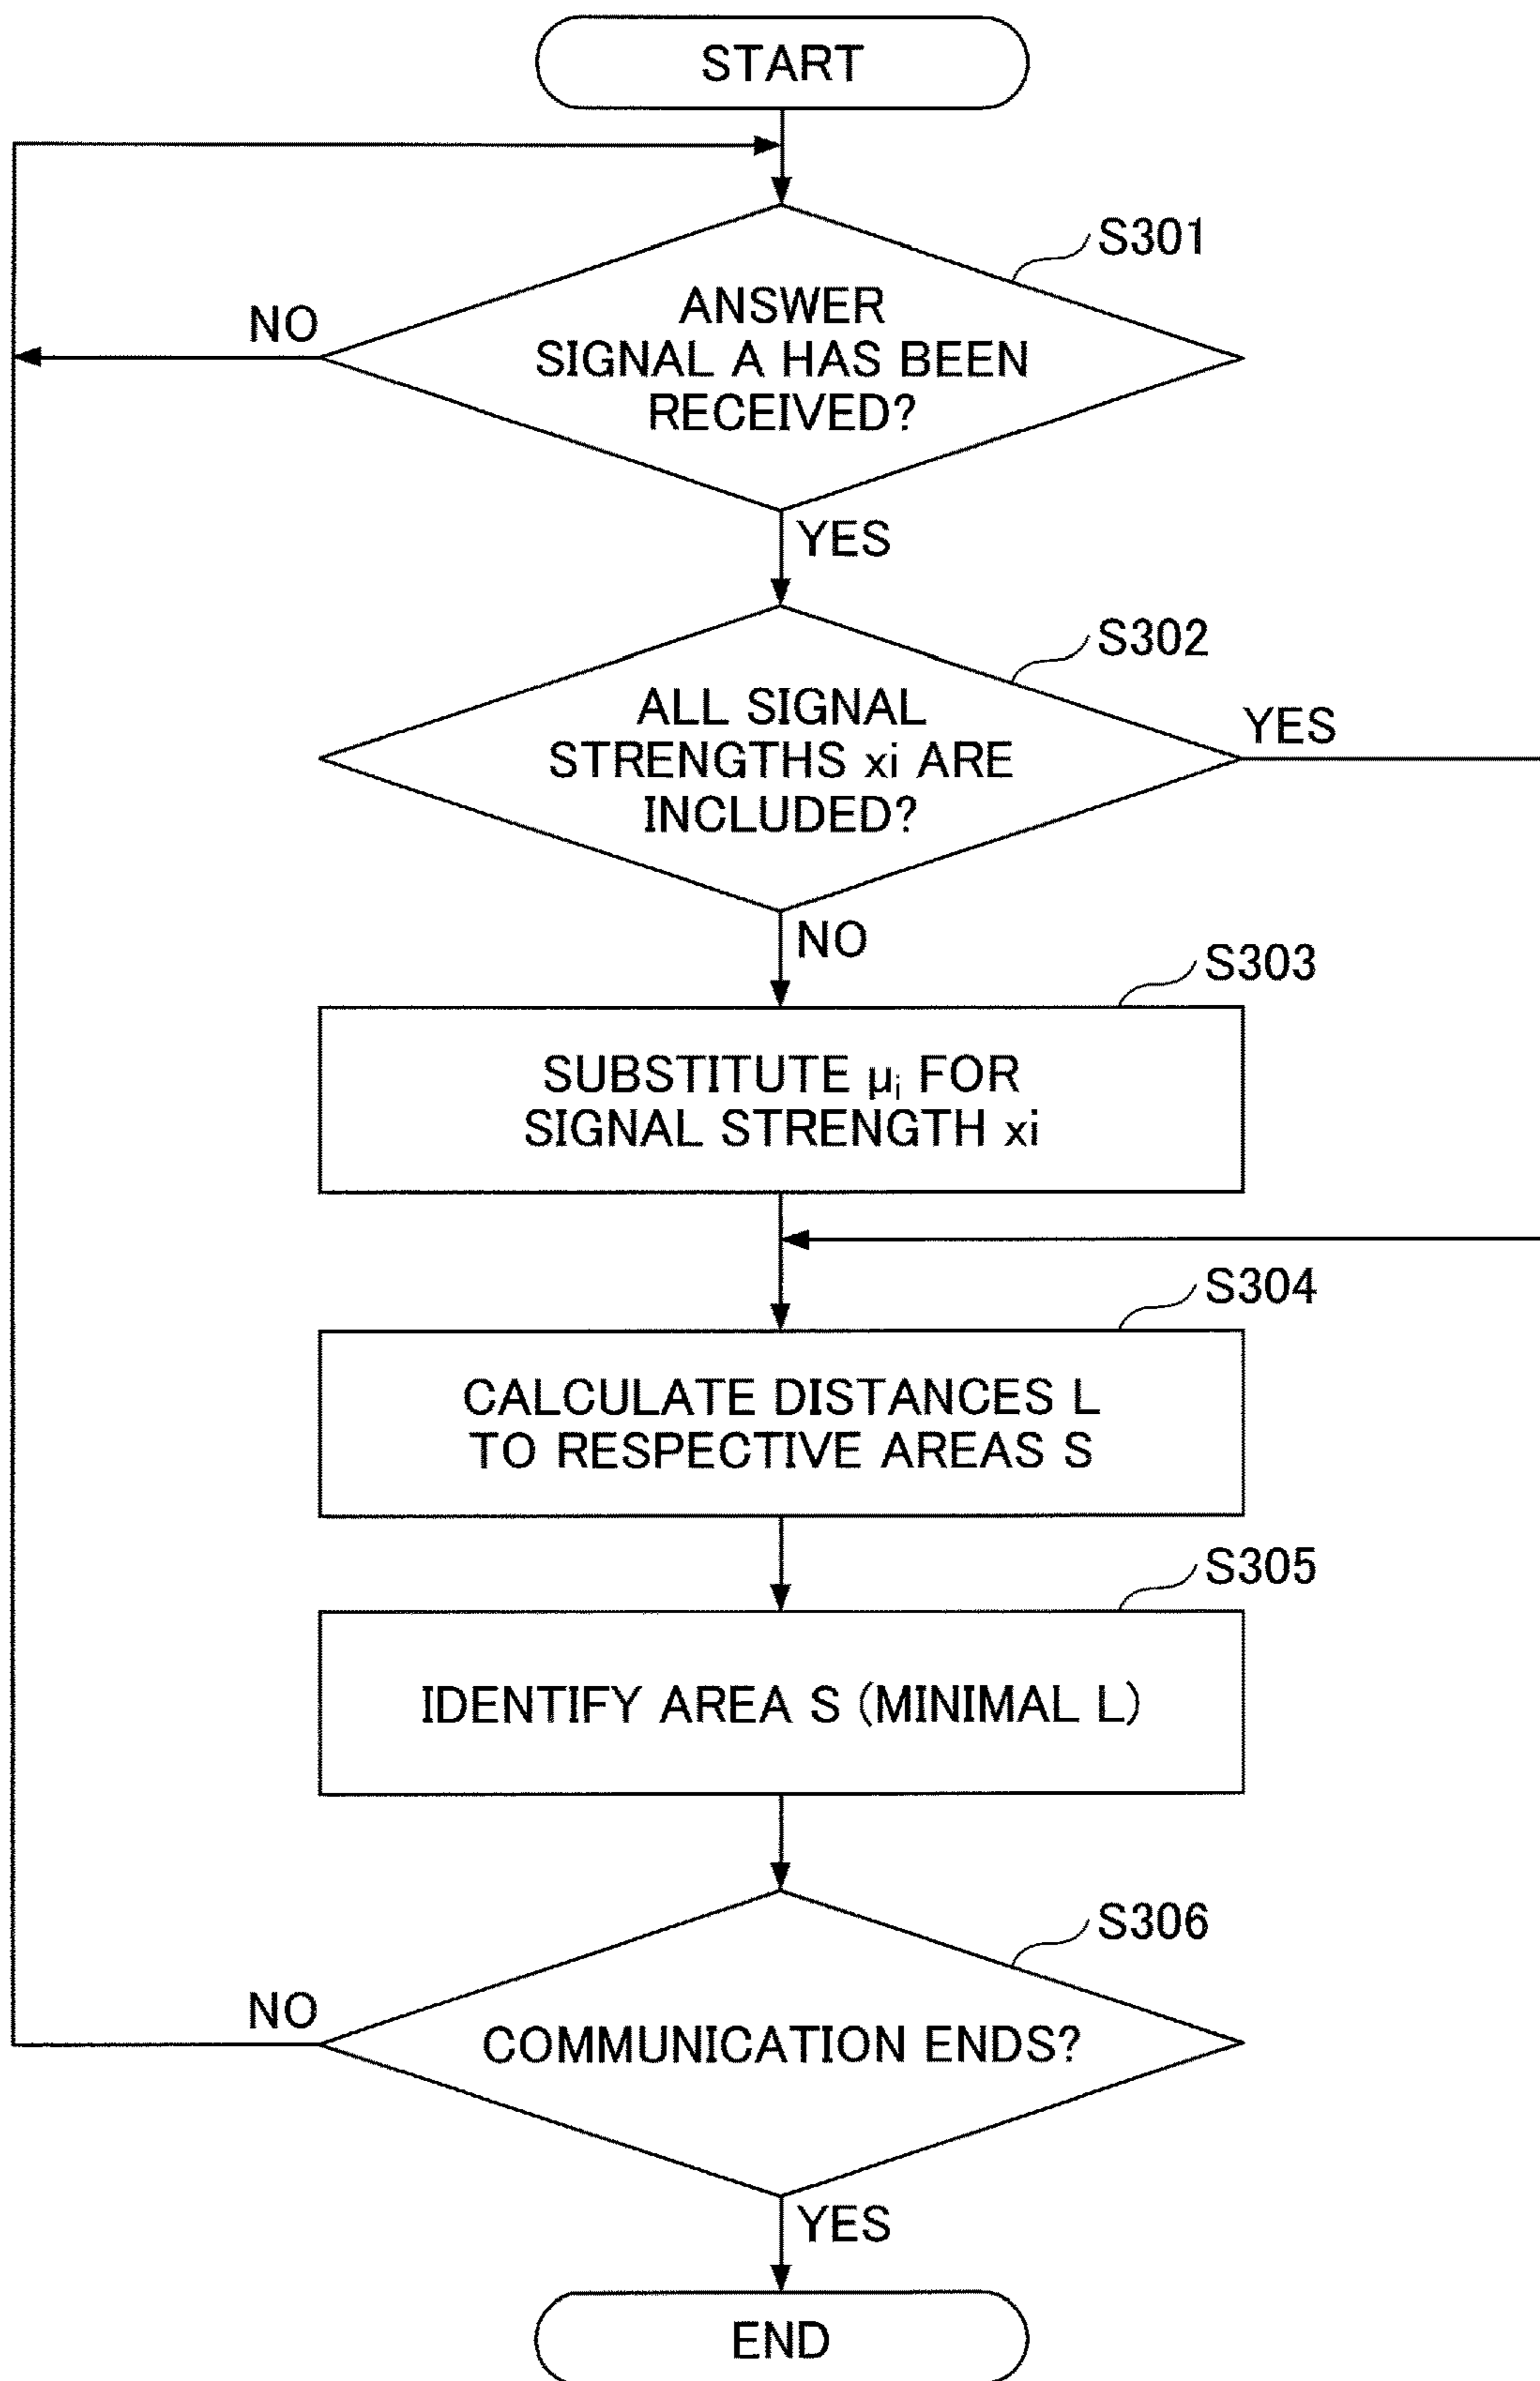 START
S301
ANSWER
SIGNAL A HAS BEEN
RECEIVED?
NO
YES
S302
ALL SIGNAL
STRENGTHS xi ARE
INCLUDED?
YES
NO
S303
SUBSTITUTE μi FOR
SIGNAL STRENGTH xi
S304
CALCULATE DISTANCES L
TO RESPECTIVE AREAS S
S305
IDENTIFY AREA S (MINIMAL L)
S306
COMMUNICATION ENDS?
NO
YES
END